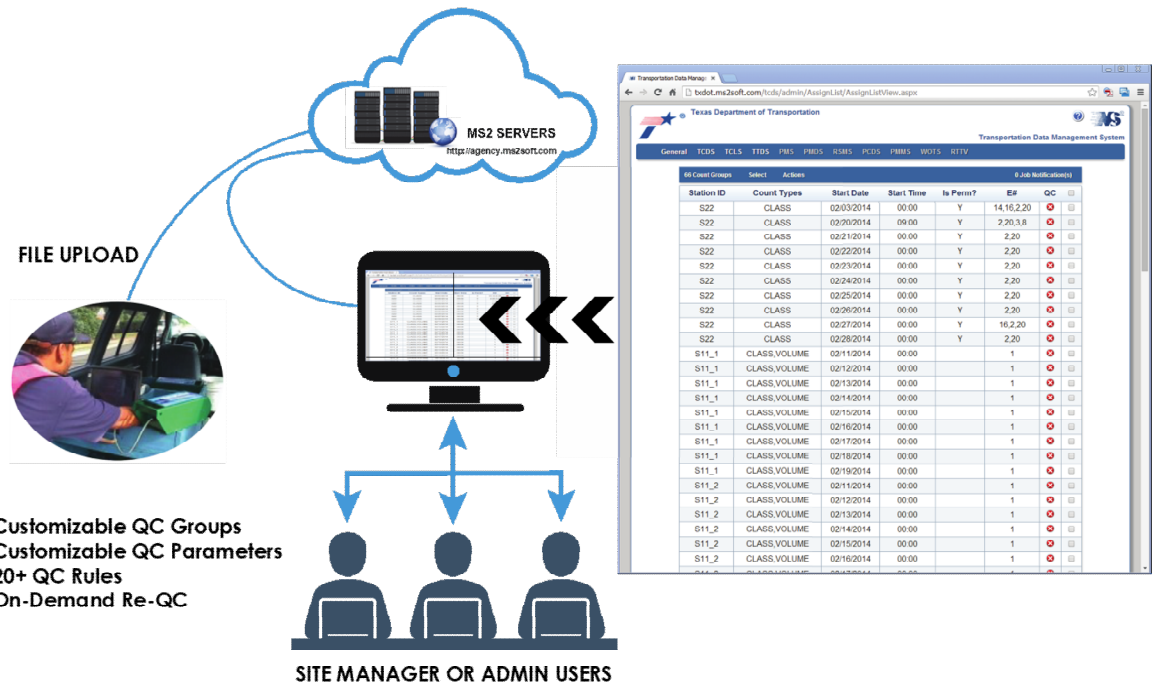 MS2 SERVERS
http://agency.ms2soft.com
FILE UPLOAD
Customizable QC Groups
Customizable QC Parameters
20+ QC Rules
On-Demand Re-QC
SITE MANAGER OR ADMIN USERS
Transportation Data Manage
txdot.ms2soft.com/tcds/admin/AssignList/AssignListView.aspx
Texas Department of Transportation
Transportation Data Management System
General TCDS TCLS TTDS PMS PMDS RSMS PCDS PMMS WOTS RTTV
66 Count Groups Select Actions 0 Job Notification(s)
Station ID Count Types Start Date Start Time Is Perm? E# QC
S22 CLASS 02/03/2014 00:00 Y 14,16,2,20
S22 CLASS 02/20/2014 09:00 Y 2,20,3,8
S22 CLASS 02/21/2014 00:00 Y 2,20
S22 CLASS 02/22/2014 00:00 Y 2,20
S22 CLASS 02/23/2014 00:00 Y 2,20
S22 CLASS 02/24/2014 00:00 Y 2,20
S22 CLASS 02/25/2014 00:00 Y 2,20
S22 CLASS 02/26/2014 00:00 Y 2,20
S22 CLASS 02/27/2014 00:00 Y 16,2,20
S22 CLASS 02/28/2014 00:00 Y 2,20
S11_1 CLASS,VOLUME 02/11/2014 00:00 1
S11_1 CLASS,VOLUME 02/12/2014 00:00 1
S11_1 CLASS,VOLUME 02/13/2014 00:00 1
S11_1 CLASS,VOLUME 02/14/2014 00:00 1
S11_1 CLASS,VOLUME 02/15/2014 00:00 1
S11_1 CLASS,VOLUME 02/16/2014 00:00 1
S11_1 CLASS,VOLUME 02/17/2014 00:00 1
S11_1 CLASS,VOLUME 02/18/2014 00:00 1
S11_1 CLASS,VOLUME 02/19/2014 00:00 1
S11_2 CLASS,VOLUME 02/11/2014 00:00 1
S11_2 CLASS,VOLUME 02/12/2014 00:00 1
S11_2 CLASS,VOLUME 02/13/2014 00:00 1
S11_2 CLASS,VOLUME 02/14/2014 00:00 1
S11_2 CLASS,VOLUME 02/15/2014 00:00 1
S11_2 CLASS,VOLUME 02/16/2014 00:00 1